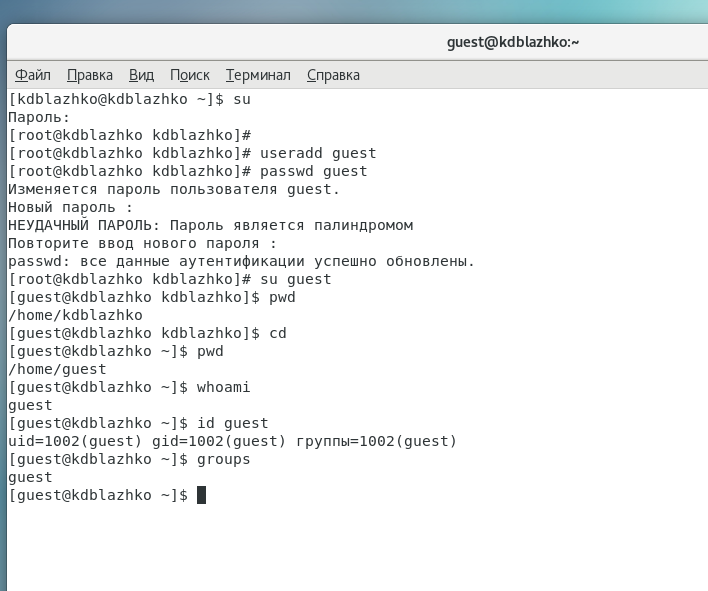 guest@kdblazhko:~
Файл Правка Вид Поиск Терминал Справка
[kdblazhko@kdblazhko ~]$ su
Пароль:
[root@kdblazhko kdblazhko]#
[root@kdblazhko kdblazhko]# useradd guest
[root@kdblazhko kdblazhko]# passwd guest
Изменяется пароль пользователя guest.
Новый пароль :
НЕУДАЧНЫЙ ПАРОЛЬ: Пароль является палиндромом
Повторите ввод нового пароля :
passwd: все данные аутентификации успешно обновлены.
[root@kdblazhko kdblazhko]# su guest
[guest@kdblazhko kdblazhko]$ pwd
/home/kdblazhko
[guest@kdblazhko kdblazhko]$ cd
[guest@kdblazhko ~]$ pwd
/home/guest
[guest@kdblazhko ~]$ whoami
guest
[guest@kdblazhko ~]$ id guest
uid=1002(guest) gid=1002(guest) группы=1002(guest)
[guest@kdblazhko ~]$ groups
guest
[guest@kdblazhko ~]$